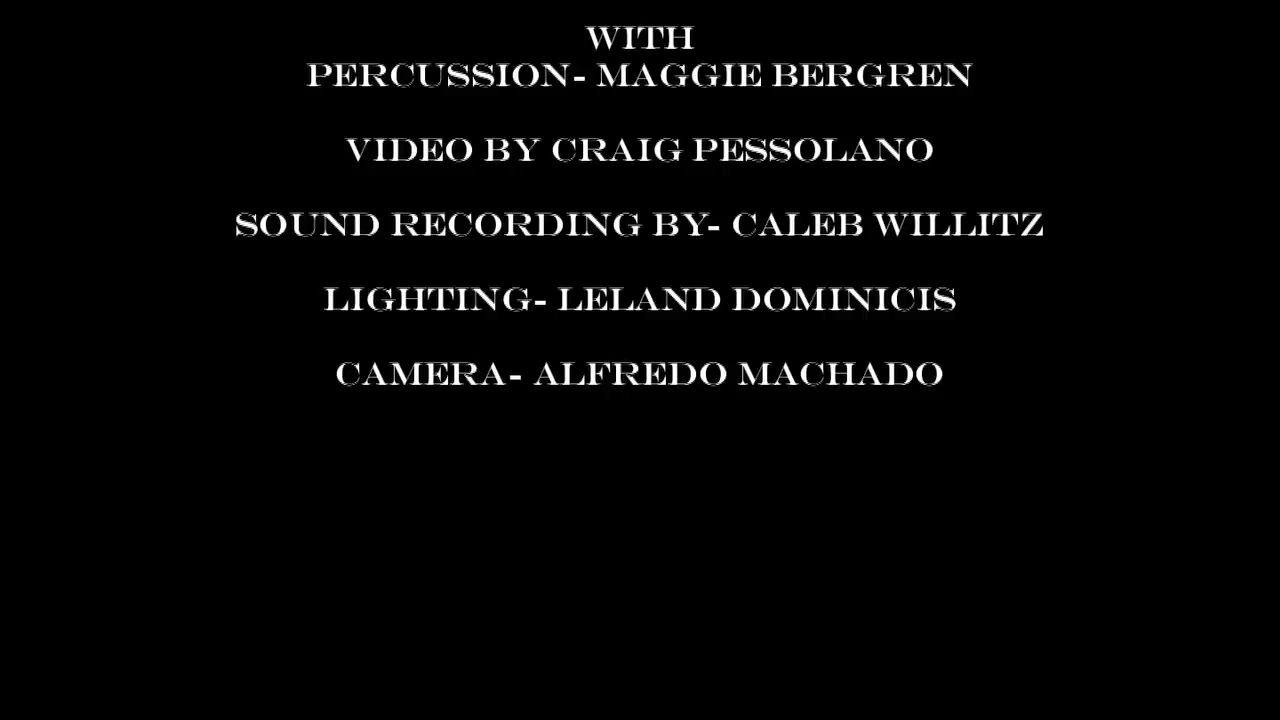 WITH
PERCUSSION- MAGGIE BERGREN
VIDEO BY CRAIG PESSOLANO
SOUND RECORDING BY- CALEB WILLITZ
LIGHTING- LELAND DOMINICIS
CAMERA- ALFREDO MACHADO